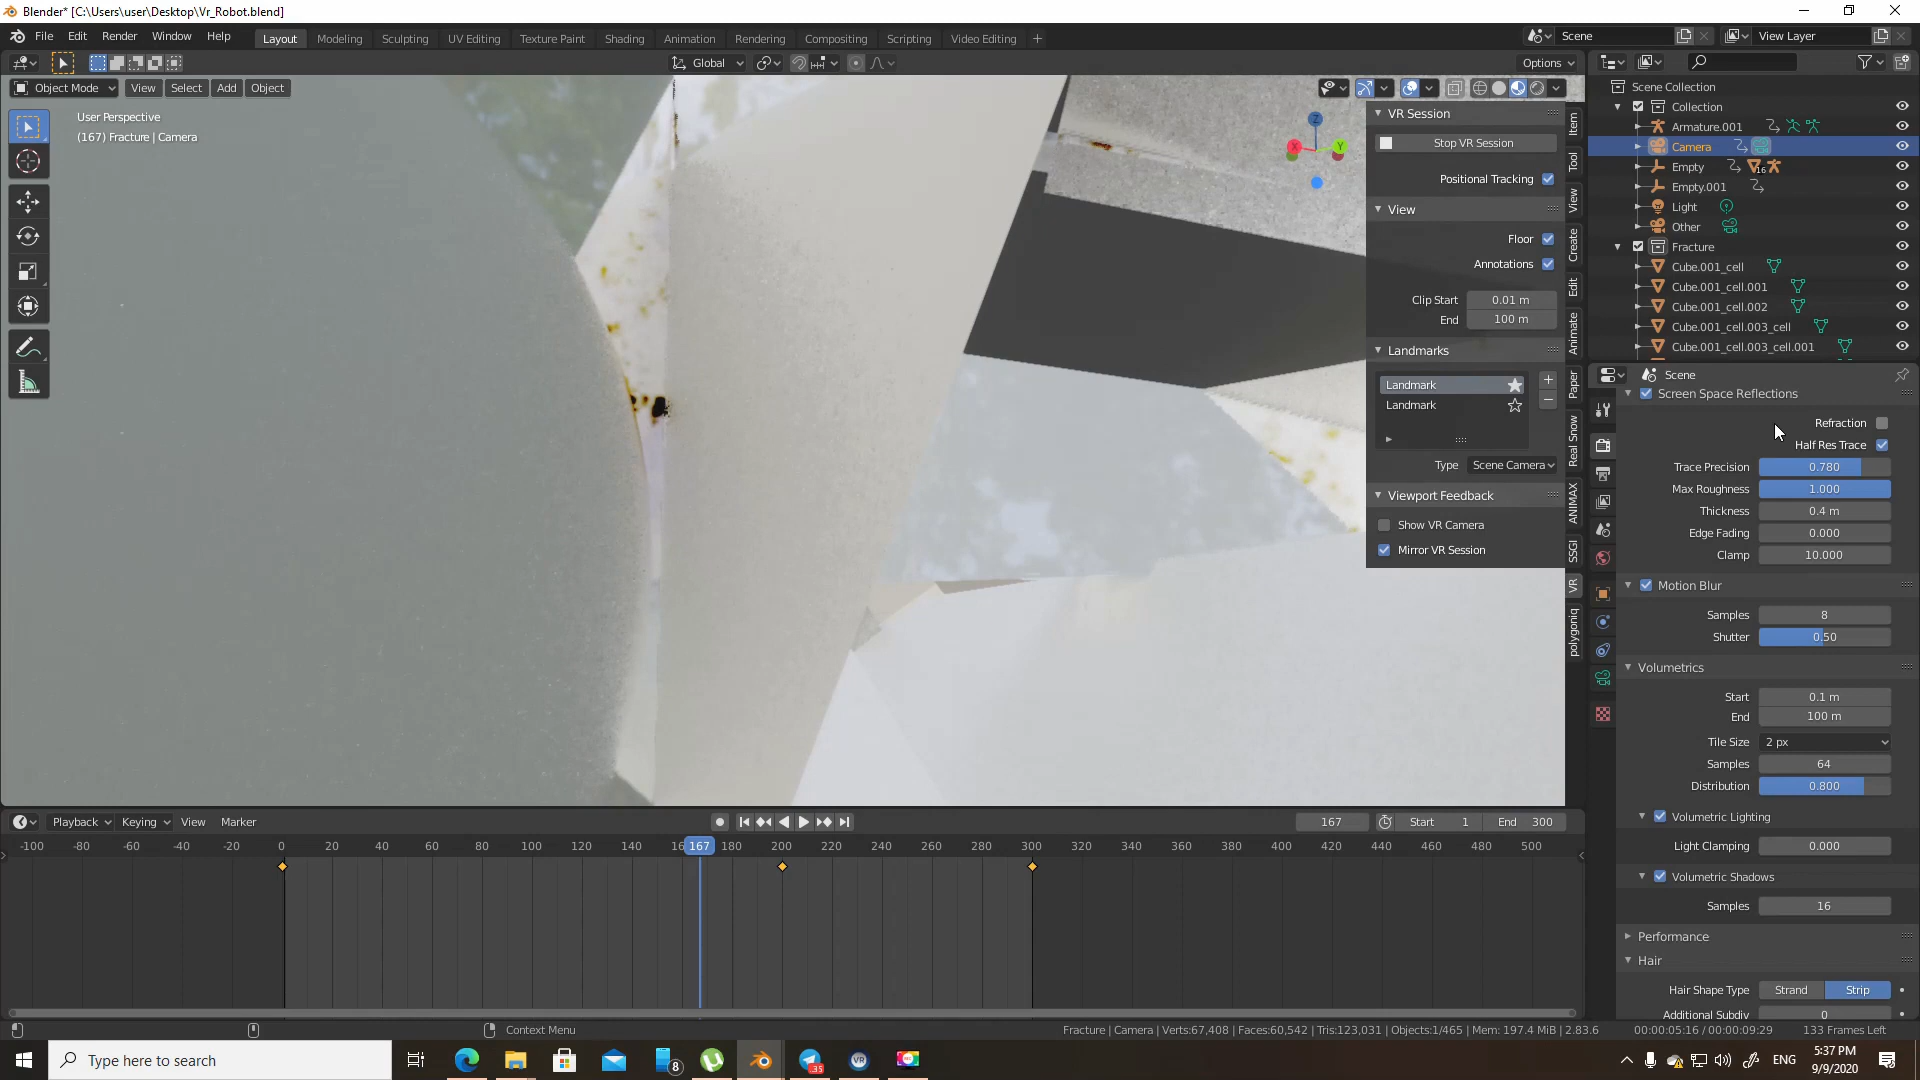 Blender* [C:\Users\user\Desktop\Vr_Robot.blend]
File Edit Render Window Help Layout Modeling Sculpting UV Editing Texture Paint Shading Animation Rendering Compositing Scripting Video Editing + Scene View Layer
Global Options
Object Mode View Select Add Object
User Perspective
(167) Fracture | Camera
Z
X
Y
VR Session
Stop VR Session
Positional Tracking
View
Floor
Annotations
Clip Start 0.01 m
End 100 m
Landmarks
Landmark
Landmark
Type Scene Camera
Viewport Feedback
Show VR Camera
Mirror VR Session
Item
Tool
View
Create
Edit
Animate
Paper
Real Snow
ANIMAX
SSGI
VR
polygoniq
Scene Collection
Collection
Armature.001
Camera
Empty 16
Empty.001
Light
Other
Fracture
Cube.001_cell
Cube.001_cell.001
Cube.001_cell.002
Cube.001_cell.003_cell
Cube.001_cell.003_cell.001
Scene
Screen Space Reflections
Refraction
Half Res Trace
Trace Precision 0.780
Max Roughness 1.000
Thickness 0.4 m
Edge Fading 0.000
Clamp 10.000
Motion Blur
Samples 8
Shutter 0.50
Volumetrics
Start 0.1 m
End 100 m
Tile Size 2 px
Samples 64
Distribution 0.800
Volumetric Lighting
Light Clamping 0.000
Volumetric Shadows
Samples 16
Performance
Hair
Hair Shape Type Strand Strip
Additional Subdiv 0
Playback Keying View Marker 167 Start 1 End 300
-100 -80 -60 -40 -20 0 20 40 60 80 100 120 140 16 167 180 200 220 240 260 280 300 320 340 360 380 400 420 440 460 480 500
Context Menu Fracture | Camera | Verts:67,408 | Faces:60,542 | Tris:123,031 | Objects:1/465 | Mem: 197.4 MiB | 2.83.6 00:00:05:16 / 00:00:09:29 133 Frames Left
Type here to search 8 35 VR ENG 5:37 PM
9/9/2020